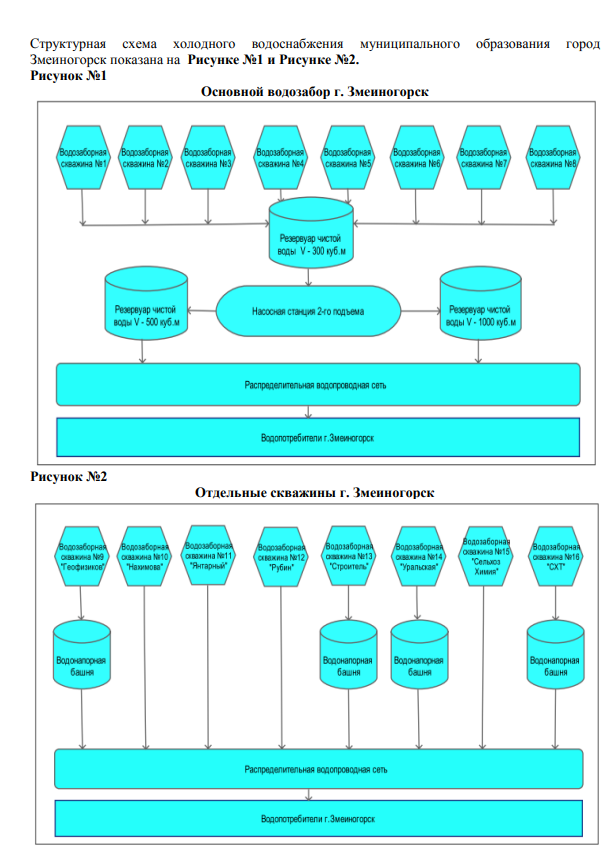 Структурная схема холодного водоснабжения муниципального образования город
Змеиногорск показана на Рисунке №1 и Рисунке №2.
Рисунок №1
Основной водозабор г. Змеиногорск
Водозаборная
скважина №1
Водозаборная
скважина №2
Водозаборная
скважина №3
Водозаборная
скважина №4
Водозаборная
скважина №5
Водозаборная
скважина №6
Водозаборная
скважина №7
Водозаборная
скважина №8
Резервуар чистой
воды V - 300 куб.м
Резервуар чистой
воды V - 500 куб.м
Насосная станция 2-го подъема
Резервуар чистой
воды V - 1000 куб.м
Распределительная водопроводная сеть
Водопотребители г.Змеиногорск
Рисунок №2
Отдельные скважины г. Змеиногорск
Водозаборная
скважина №9
"Геофизиков"
Водозаборная
скважина №10
"Нахимова"
Водозаборная
скважина №11
"Янтарный"
Водозаборная
скважина №12
"Рубин"
Водозаборная
скважина №13
"Строитель"
Водозаборная
скважина №14
"Уральская"
Водозаборная
скважина №15
"Сельхоз
Химия"
Водозаборная
скважина №16
"СХТ"
Водонапорная
башня
Водонапорная
башня
Водонапорная
башня
Водонапорная
башня
Распределительная водопроводная сеть
Водопотребители г.Змеиногорск